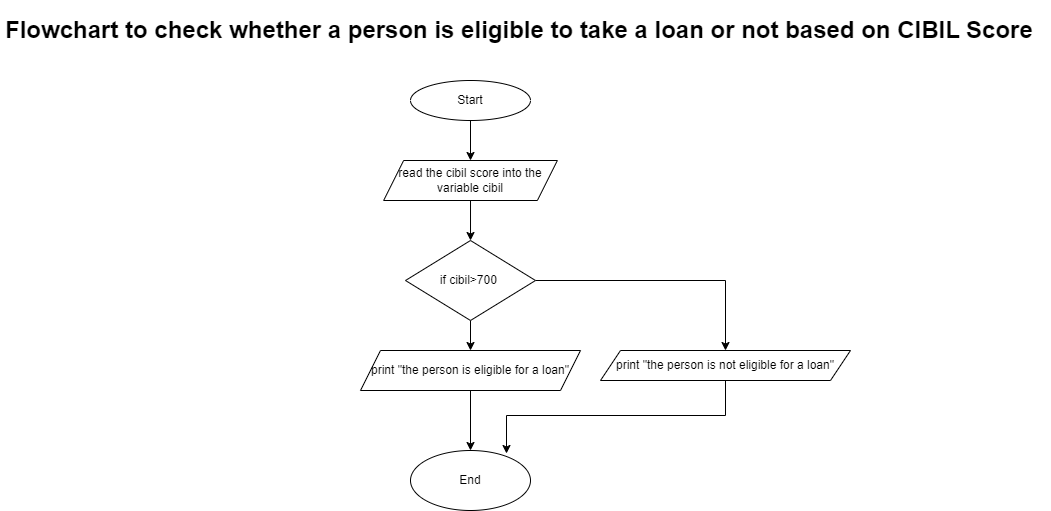 Flowchart to check whether a person is eligible to take a loan or not based on CIBIL Score
Start
read the cibil score into the
variable cibil
if cibil>700
print "the person is eligible for a loan"
print "the person is not eligible for a loan"
End